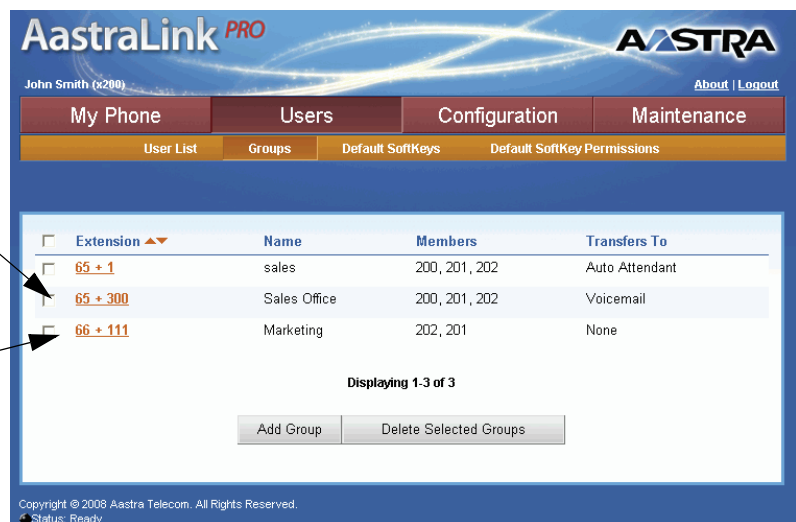 AastraLink PRO
AASTRA
John Smith (x200)
About | Logout
My Phone Users Configuration Maintenance
User List Groups Default SoftKeys Default SoftKey Permissions
Extension Name Members Transfers To
65 + 1 sales 200, 201, 202 Auto Attendant
65 + 300 Sales Office 200, 201, 202 Voicemail
66 + 111 Marketing 202, 201 None
Displaying 1-3 of 3
Add Group Delete Selected Groups
Copyright © 2008 Aastra Telecom. All Rights Reserved.
Status: Ready